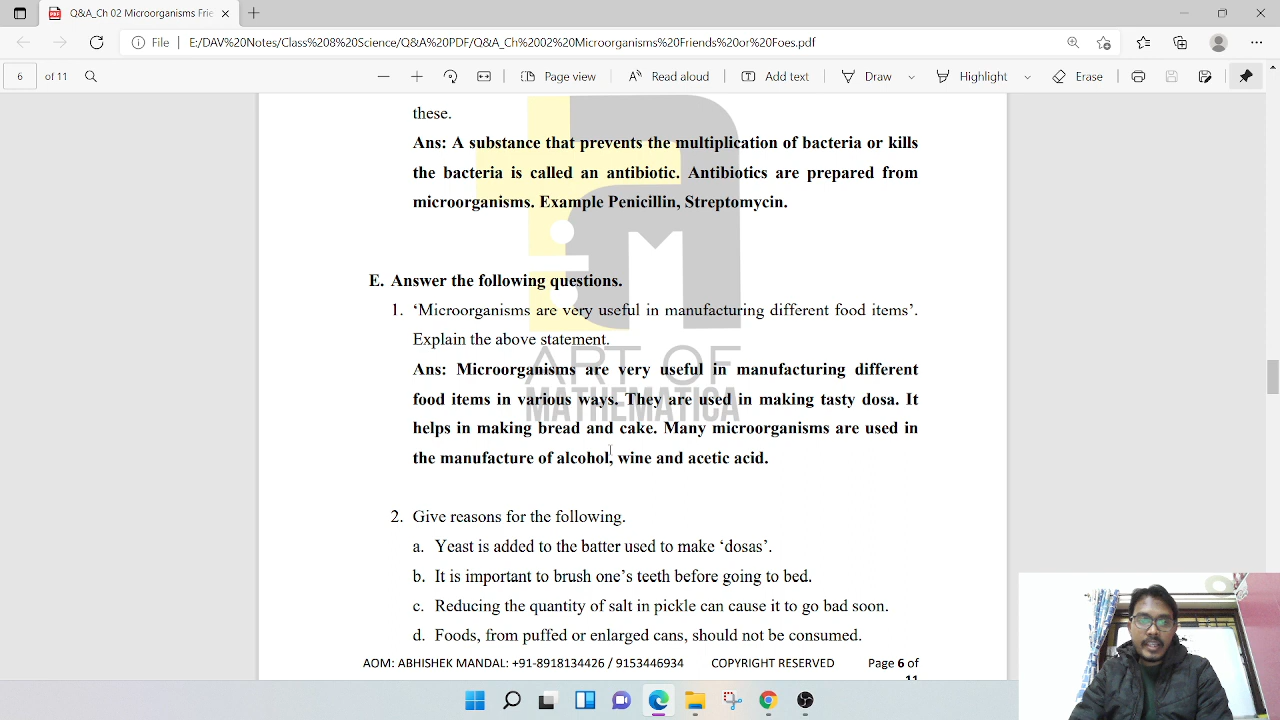 Q&A_Ch 02 Microorganisms Frie
File E:/DAV%20Notes/Class%208%20Science/Q&A%20PDF/Q&A_Ch%2002%20Microorganisms%20Friends%20or%20Foes.pdf
6 of 11 Page view Read aloud Add text Draw Highlight Erase
these.
Ans: A substance that prevents the multiplication of bacteria or kills
the bacteria is called an antibiotic. Antibiotics are prepared from
microorganisms. Example Penicillin, Streptomycin.
E. Answer the following questions.
1. ‘Microorganisms are very useful in manufacturing different food items’.
Explain the above statement.
ART OF
MATHEMATICA
Ans: Microorganisms are very useful in manufacturing different
food items in various ways. They are used in making tasty dosa. It
helps in making bread and cake. Many microorganisms are used in
the manufacture of alcohol, wine and acetic acid.
2. Give reasons for the following.
a. Yeast is added to the batter used to make ‘dosas’.
b. It is important to brush one’s teeth before going to bed.
c. Reducing the quantity of salt in pickle can cause it to go bad soon.
d. Foods, from puffed or enlarged cans, should not be consumed.
AOM: ABHISHEK MANDAL: +91-8918134426 / 9153446934 COPYRIGHT RESERVED Page 6 of
11